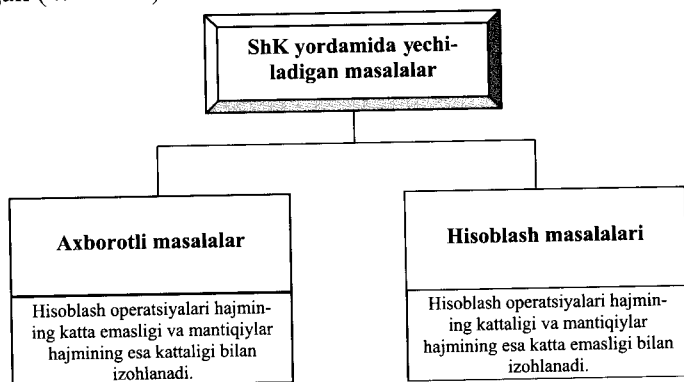 ShK yordamida yechi-
ladigan masalalar
Axborotli masalalar
Hisoblash operatsiyalari hajmin-
ing katta emasligi va mantiqiylar
hajmining esa kattaligi bilan
izohlanadi.
Hisoblash masalalari
Hisoblash operatsiyalari hajmin-
ing kattaligi va mantiqiylar
hajmining esa katta emasligi bilan
izohlanadi.